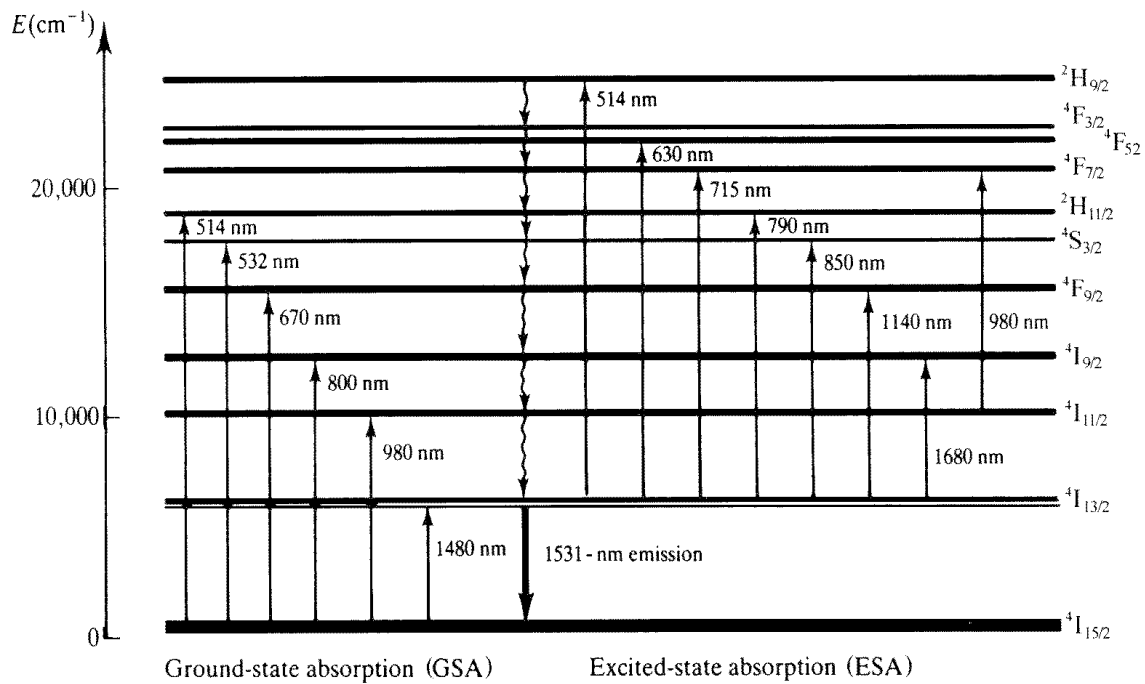 E(cm⁻¹)
²H9/2
514 nm
⁴F3/2
⁴F52
630 nm
⁴F7/2
715 nm
20,000
²H11/2
514 nm
790 nm
⁴S3/2
532 nm
850 nm
⁴F9/2
670 nm
1140 nm
980 nm
⁴I9/2
800 nm
10,000
⁴I11/2
980 nm
1680 nm
⁴I13/2
1480 nm
1531-nm emission
0
⁴I15/2
Ground-state absorption (GSA)
Excited-state absorption (ESA)